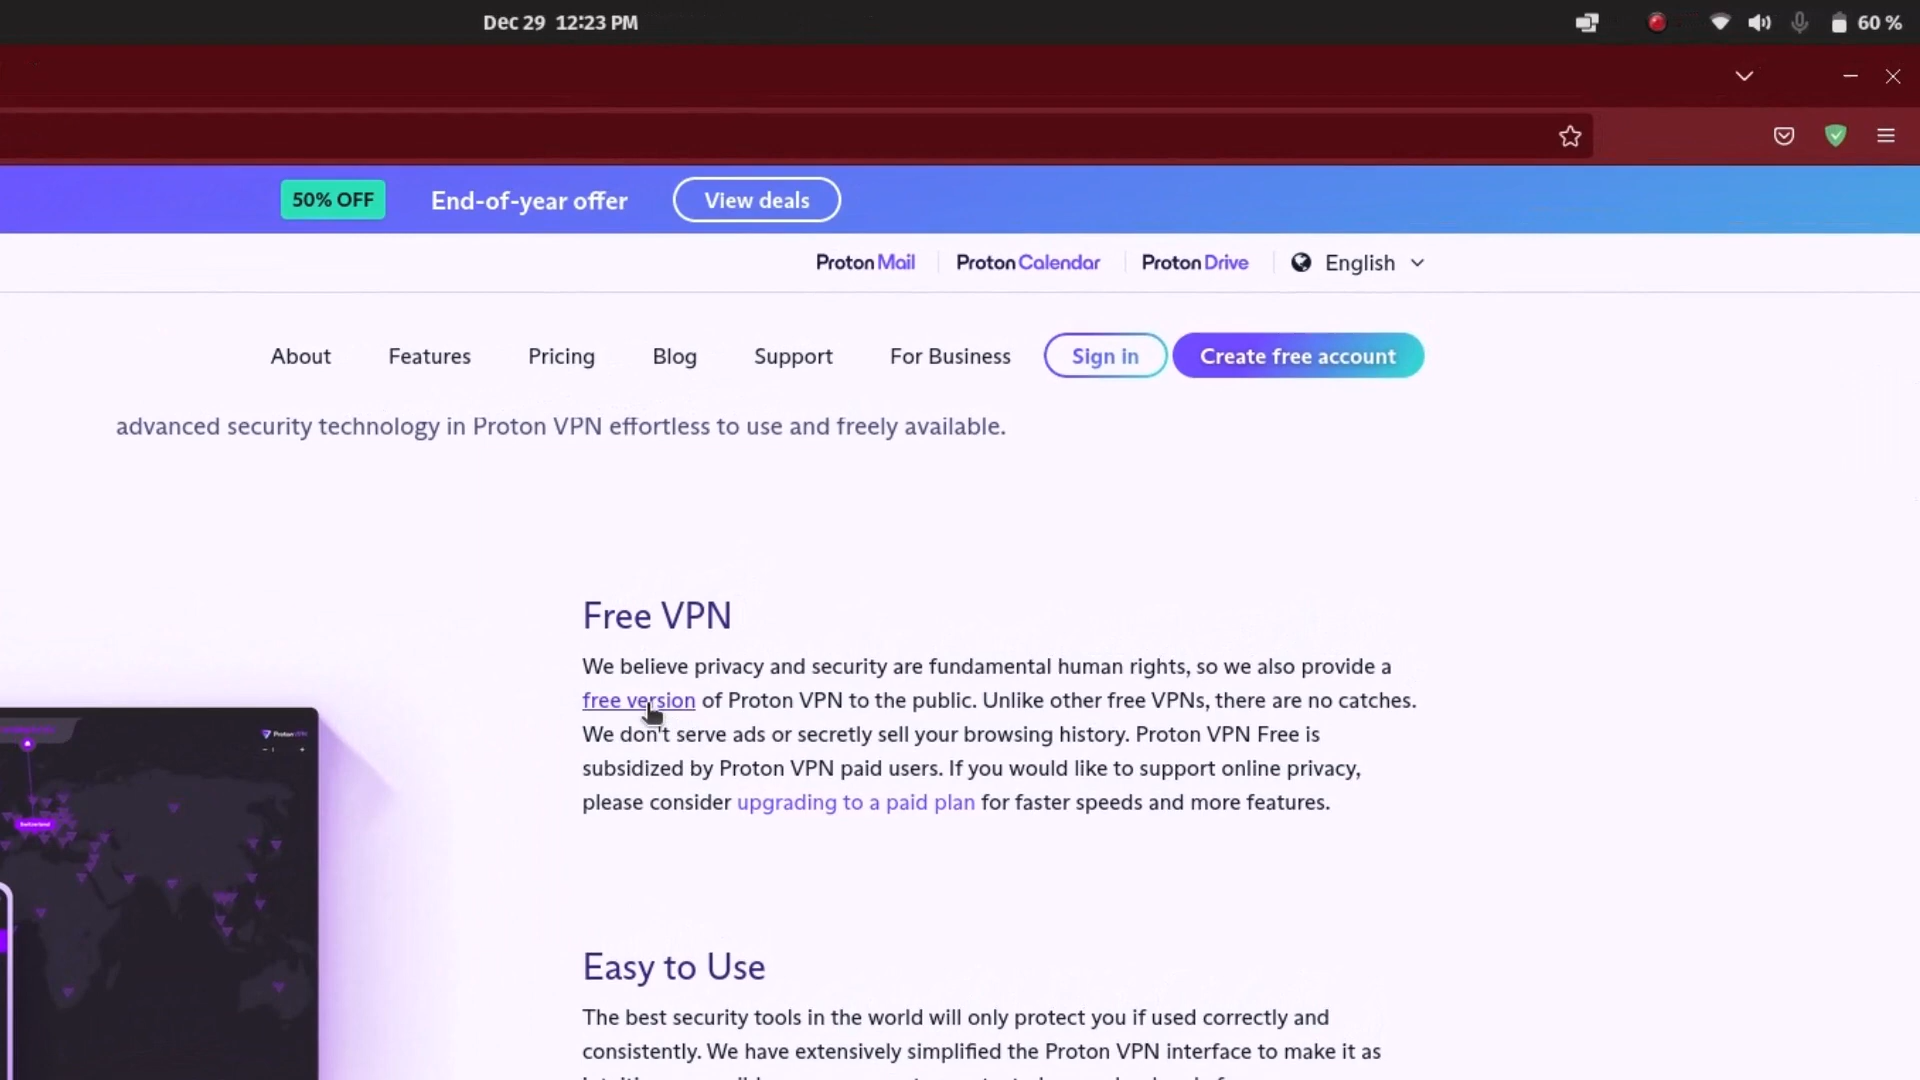 Dec 29 12:23 PM
60 %
50% OFF End-of-year offer View deals
Proton Mail Proton Calendar Proton Drive English
About Features Pricing Blog Support For Business Sign in Create free account
advanced security technology in Proton VPN effortless to use and freely available.
Free VPN
We believe privacy and security are fundamental human rights, so we also provide a
free version of Proton VPN to the public. Unlike other free VPNs, there are no catches.
We don't serve ads or secretly sell your browsing history. Proton VPN Free is
subsidized by Proton VPN paid users. If you would like to support online privacy,
please consider upgrading to a paid plan for faster speeds and more features.
ProtonVPN
Switzerland
Easy to Use
The best security tools in the world will only protect you if used correctly and
consistently. We have extensively simplified the Proton VPN interface to make it as